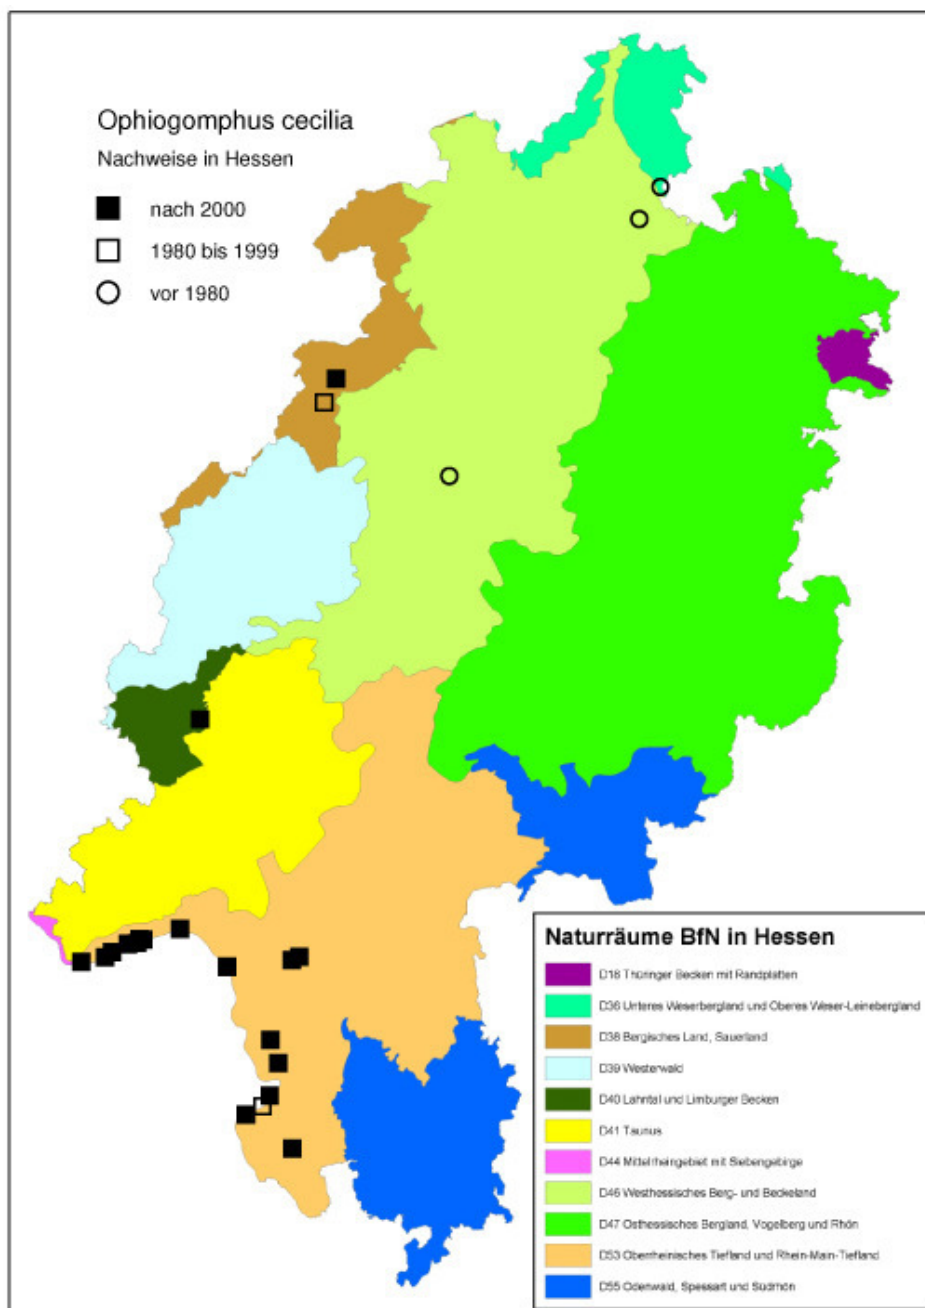 Ophiogomphus cecilia
Nachweise in Hessen
nach 2000
1980 bis 1999
vor 1980
Naturräume BfN in Hessen
D18 Thüringer Becken mit Randplatten
D36 Unteres Weserbergland und Oberes Weser-Leinebergland
D38 Bergisches Land, Sauerland
D39 Westerwald
D40 Lahntal und Limburger Becken
D41 Taunus
D44 Mittelrheingebiet mit Siebengebirge
D46 Westhessisches Berg- und Beckeland
D47 Osthessisches Bergland, Vogelberg und Rhön
D53 Oberrheinisches Tiefland und Rhein-Main-Tiefland
D55 Odenwald, Spessart und Südrhön